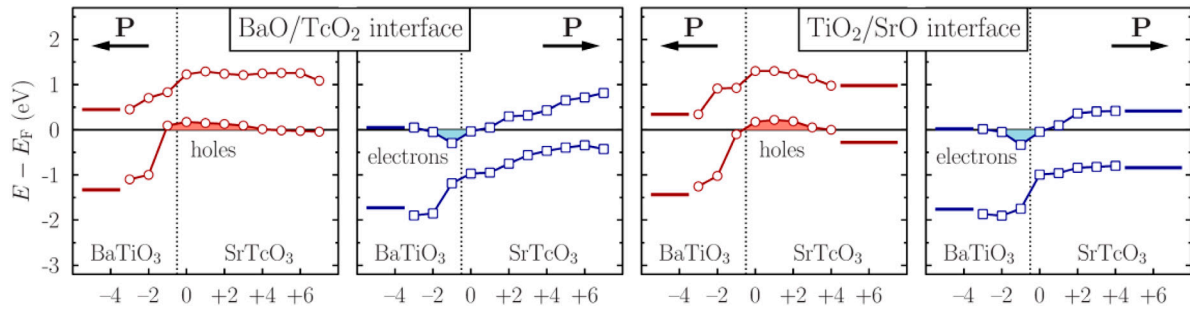 BaO/TcO₂ interface
TiO₂/SrO interface
P
P
P
P
E − E_F (eV)
2
1
0
-1
-2
-3
holes
electrons
holes
electrons
BaTiO₃
SrTcO₃
BaTiO₃
SrTcO₃
BaTiO₃
SrTcO₃
BaTiO₃
SrTcO₃
−4 −2 0 +2 +4 +6
−4 −2 0 +2 +4 +6
−4 −2 0 +2 +4 +6
−4 −2 0 +2 +4 +6